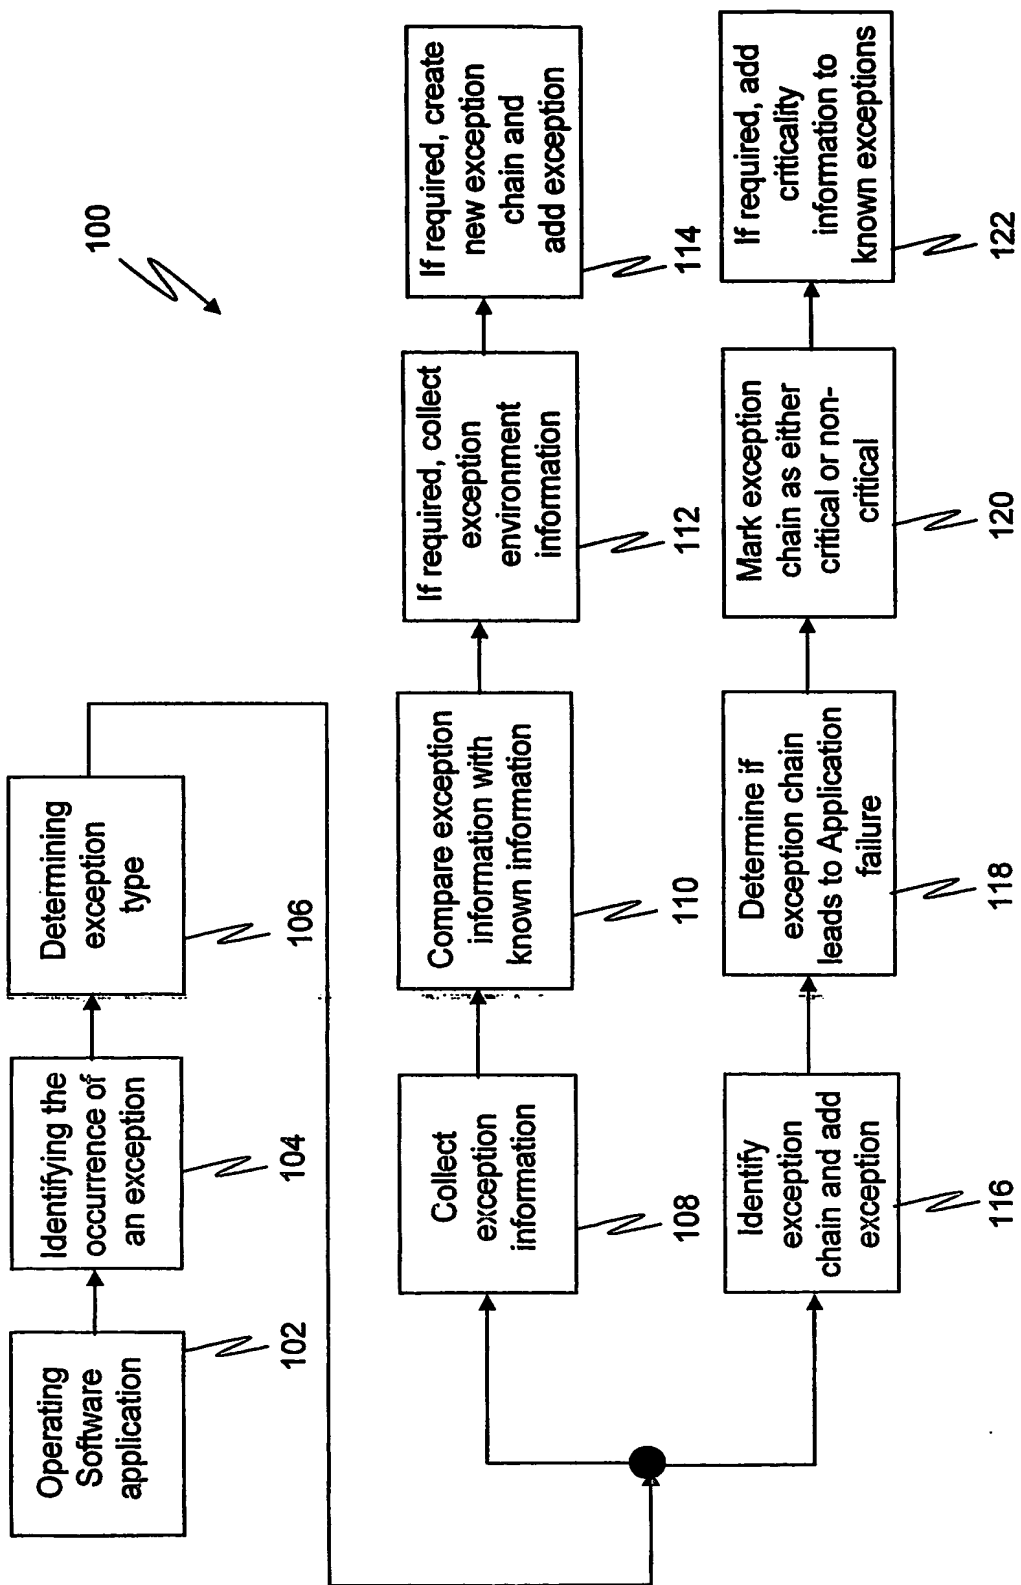 100
Operating
Software
application
102
Identifying the
occurrence of
an exception
104
Determining
exception
type
106
Collect
exception
information
108
Compare exception
information with
known information
110
If required, collect
exception
environment
information
112
If required, create
new exception
chain and
add exception
114
Identify
exception
chain and add
exception
116
Determine if
exception chain
leads to Application
failure
118
Mark exception
chain as either
critical or non-
critical
120
If required, add
criticality
information to
known exceptions
122